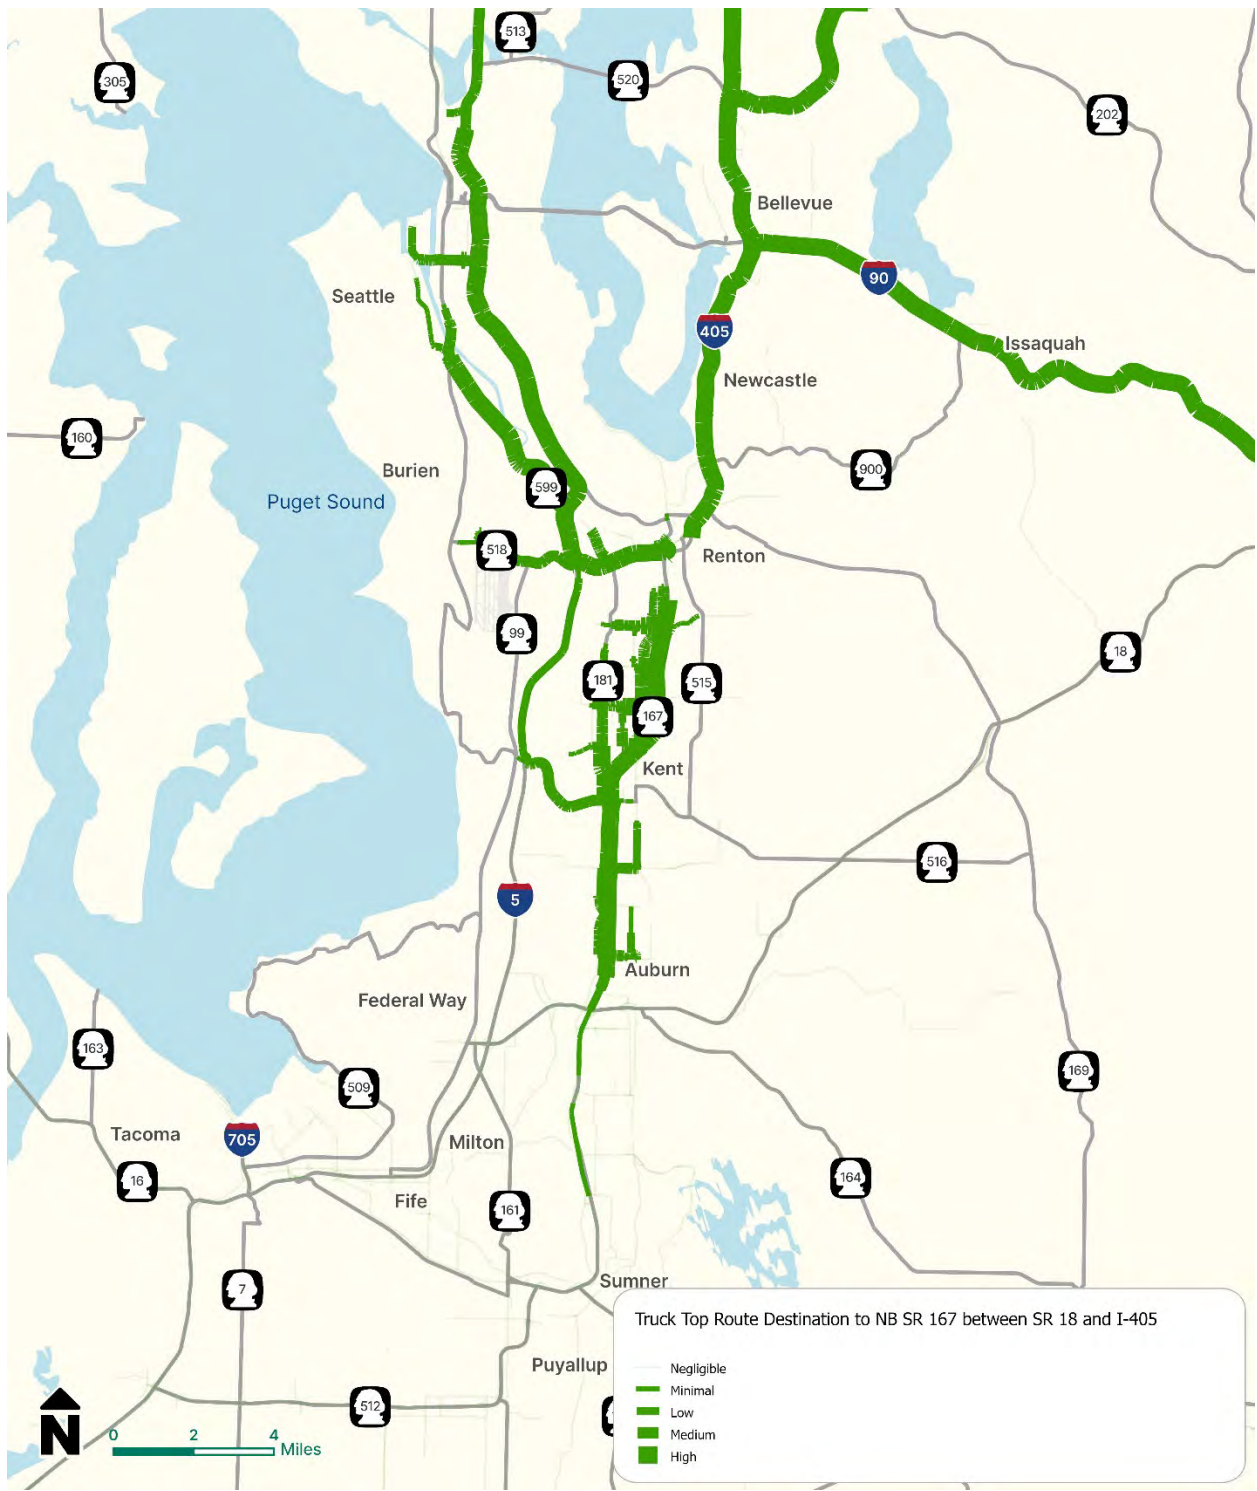 513
305
520
202
Bellevue
90
Seattle
405
Issaquah
Newcastle
160
Burien
900
599
Puget Sound
518
Renton
99
18
181
515
167
Kent
516
5
Auburn
Federal Way
163
169
509
Tacoma
705
Milton
16
164
Fife
161
7
Sumner
Truck Top Route Destination to NB SR 167 between SR 18 and I-405
Puyallup
Negligible
Minimal
Low
Medium
High
512
N
0 2 4
Miles